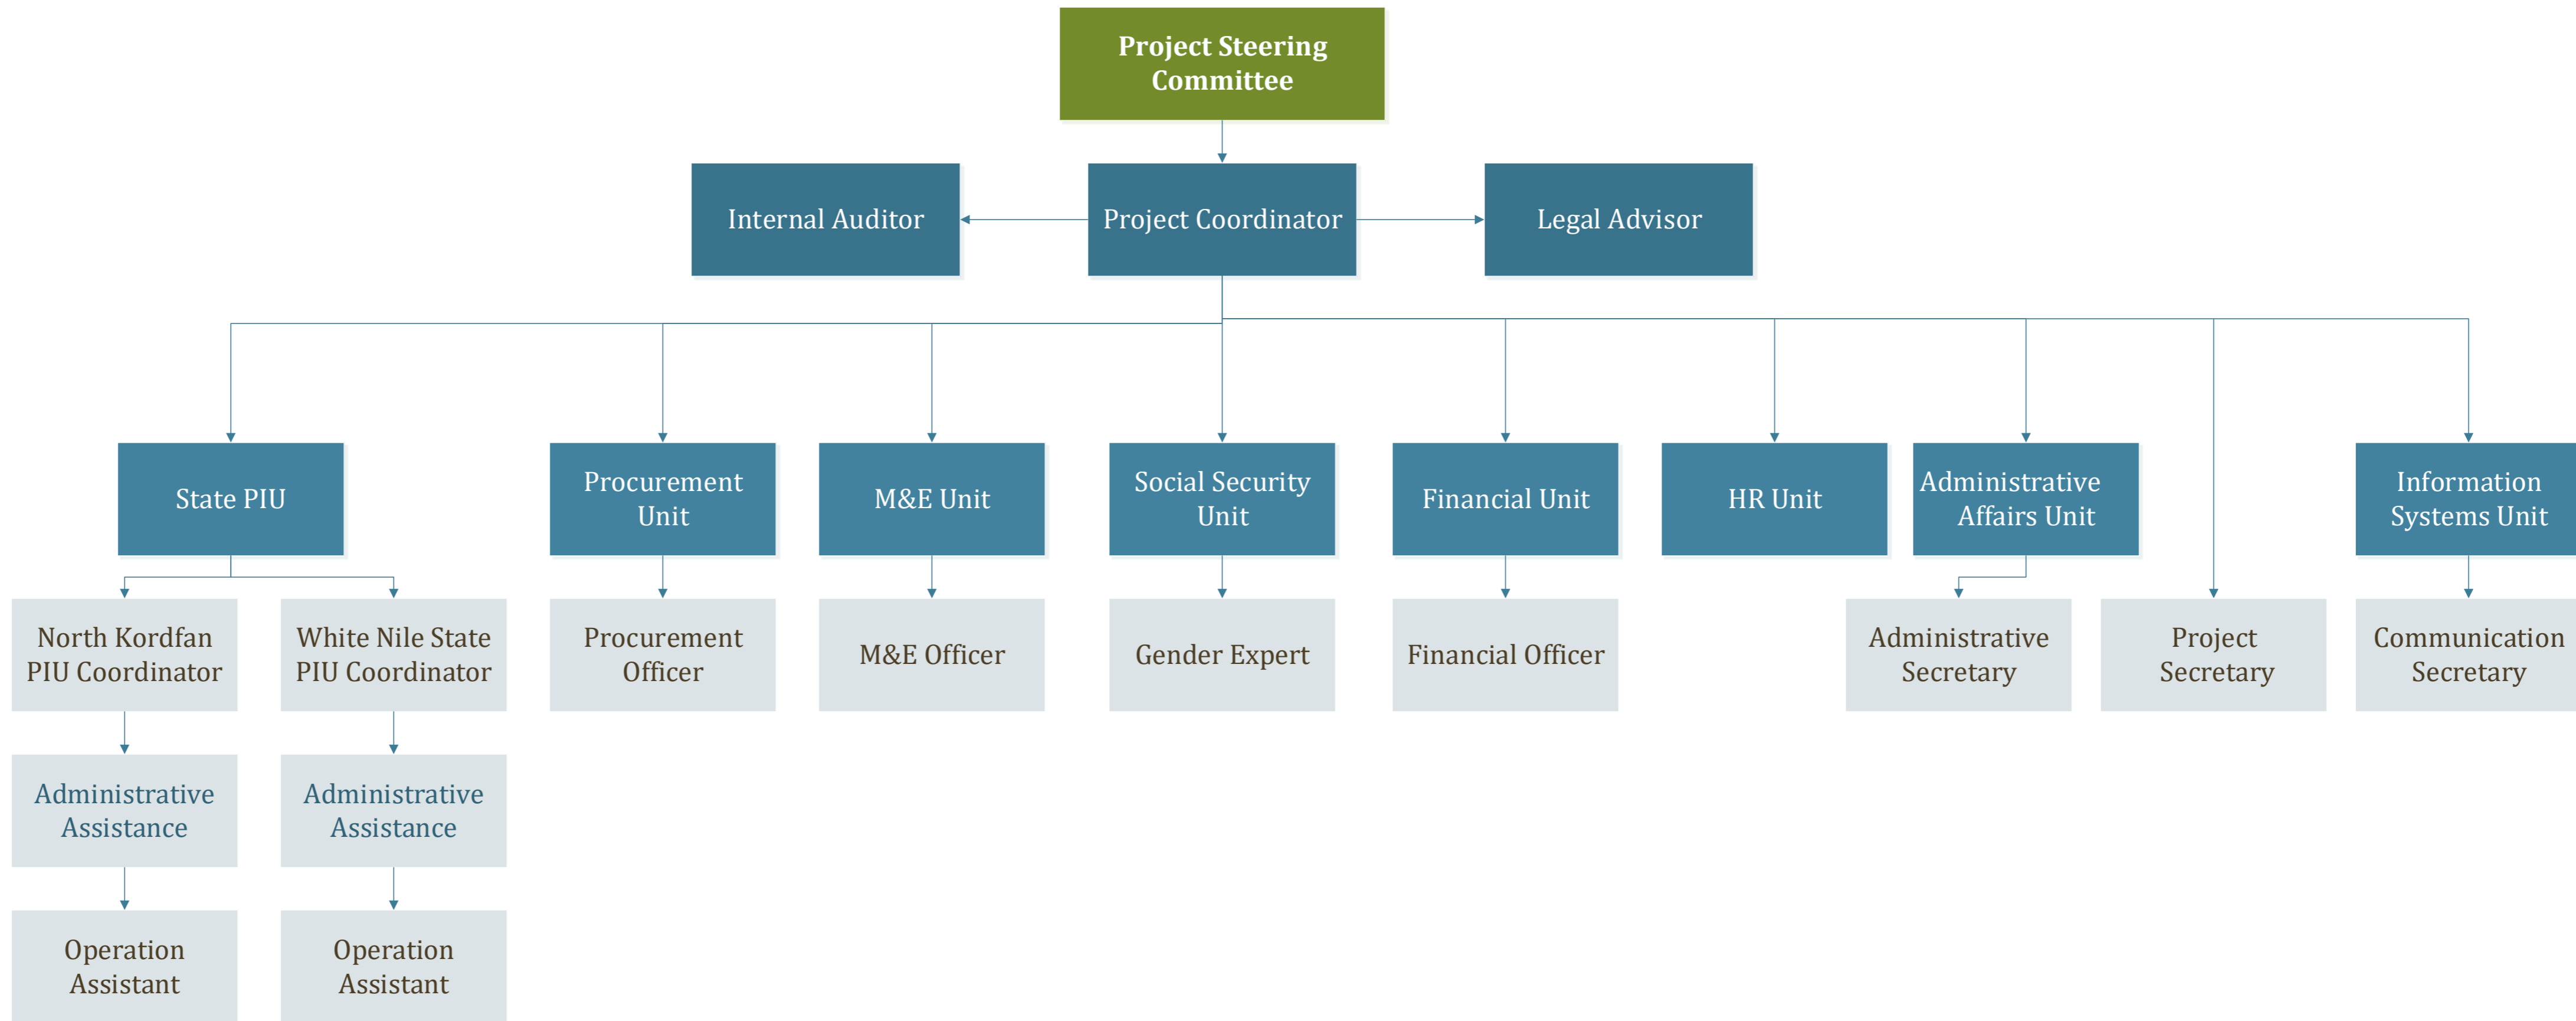 Project Steering
Committee
Internal Auditor
Project Coordinator
Legal Advisor
State PIU
Procurement
Unit
M&E Unit
Social Security
Unit
Financial Unit
HR Unit
Administrative
Affairs Unit
Information
Systems Unit
North Kordfan
PIU Coordinator
White Nile State
PIU Coordinator
Procurement
Officer
M&E Officer
Gender Expert
Financial Officer
Administrative
Secretary
Project
Secretary
Communication
Secretary
Administrative
Assistance
Administrative
Assistance
Operation
Assistant
Operation
Assistant